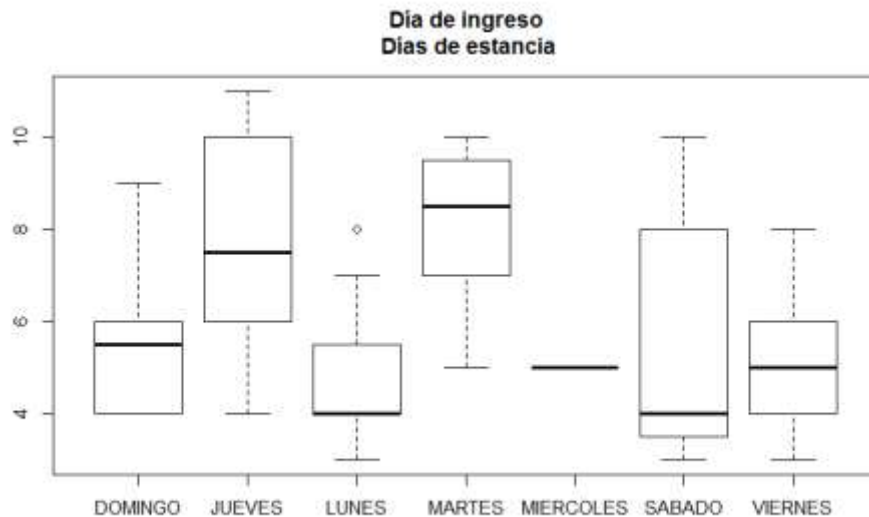 Dia de ingreso
Dias de estancia
10
8
6
4
DOMINGO JUEVES LUNES MARTES MIERCOLES SABADO VIERNES